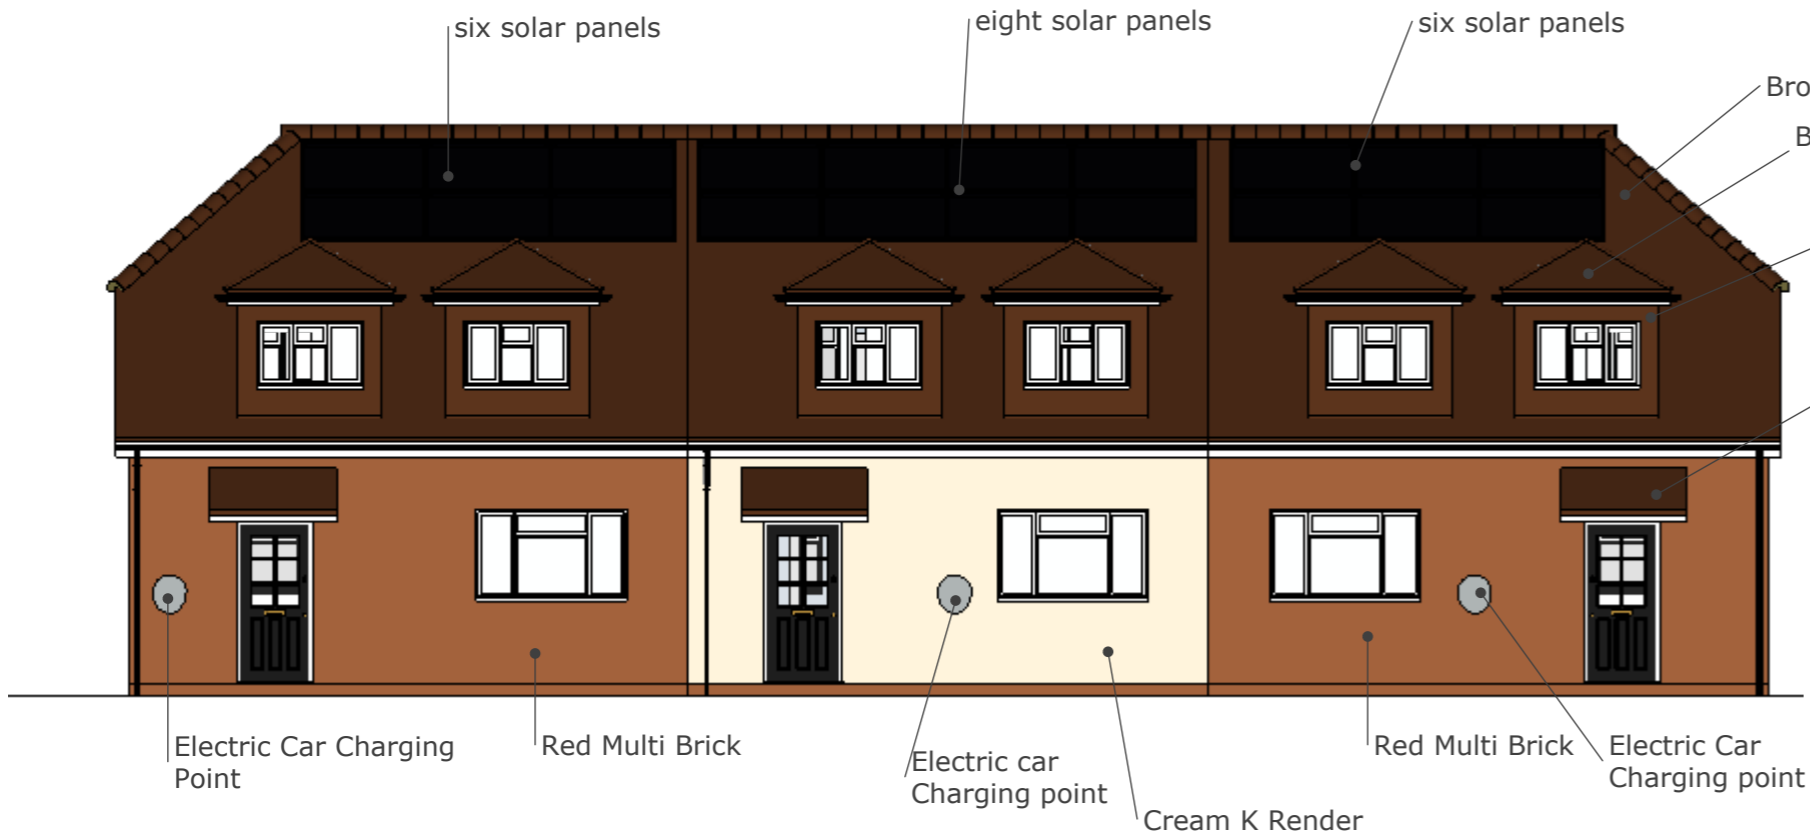 six solar panels
eight solar panels
six solar panels
Bro
B
Electric Car Charging
Point
Red Multi Brick
Electric car
Charging point
Cream K Render
Red Multi Brick
Electric Car
Charging point